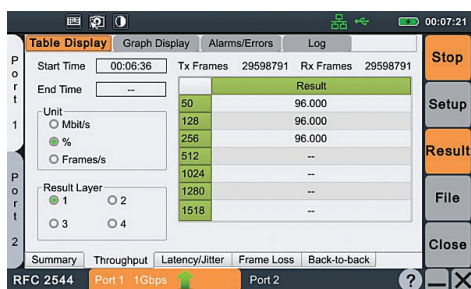 00:07:21
Table Display Graph Display Alarms/Errors Log
Port 1
Port 2
Start Time 00:06:36 Tx Frames 29598791 Rx Frames 29598791
End Time --
Result
50 96.000
128 96.000
256 96.000
512 --
1024 --
1280 --
1518 --
Unit
Mbit/s
%
Frames/s
Result Layer
1 2
3 4
Summary Throughput Latency/Jitter Frame Loss Back-to-back
Stop
Setup
Result
File
Close
RFC 2544 Port 1 1Gbps Port 2 ?